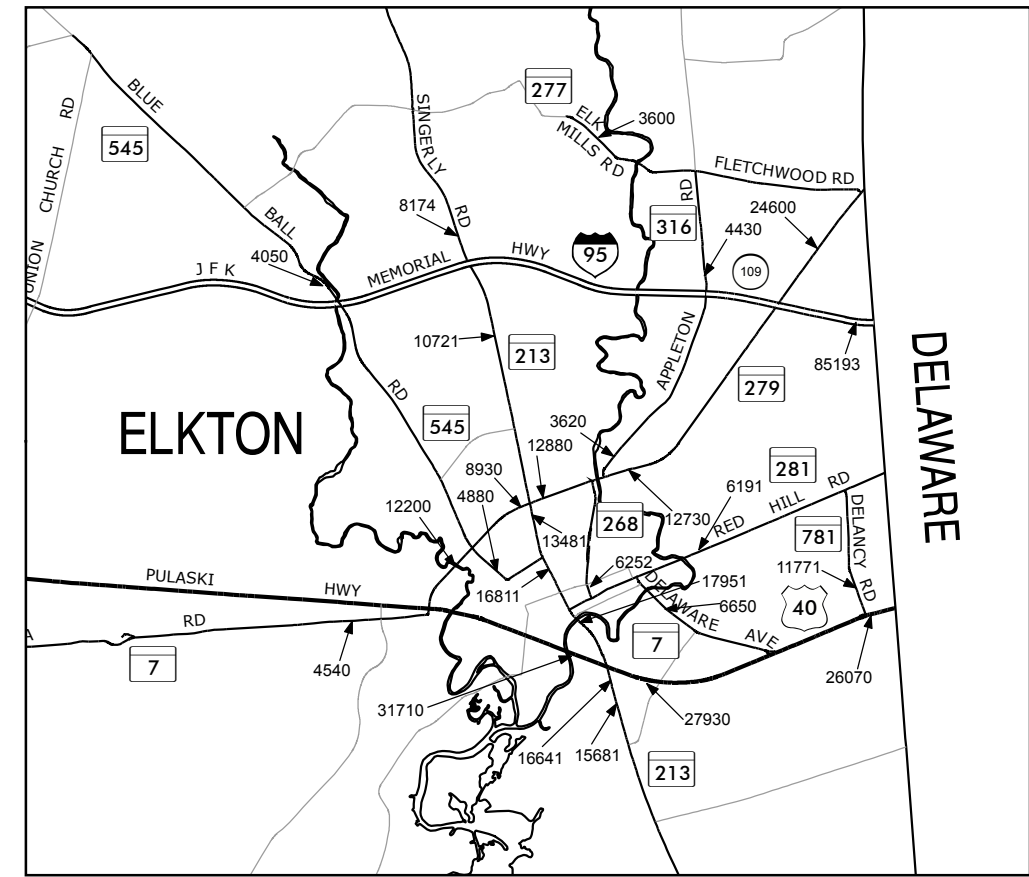 277
ELK MILLS RD
3600
SINGERLY RD
BLUE BALL RD
545
UNION CHURCH RD
FLETCHWOOD RD
8174
RD
24600
316
4430
4050
J F K MEMORIAL HWY
95
109
10721
213
APPLETON
85193
DELAWARE
279
ELKTON
545
3620
12880
281
8930
4880
6191
RED HILL RD
12200
268
12730
781
DELANCY RD
13481
6252
17951
11771
PULASKI HWY
16811
DELAWARE AVE
6650
40
A RD
7
4540
7
26070
31710
27930
16641
15681
213